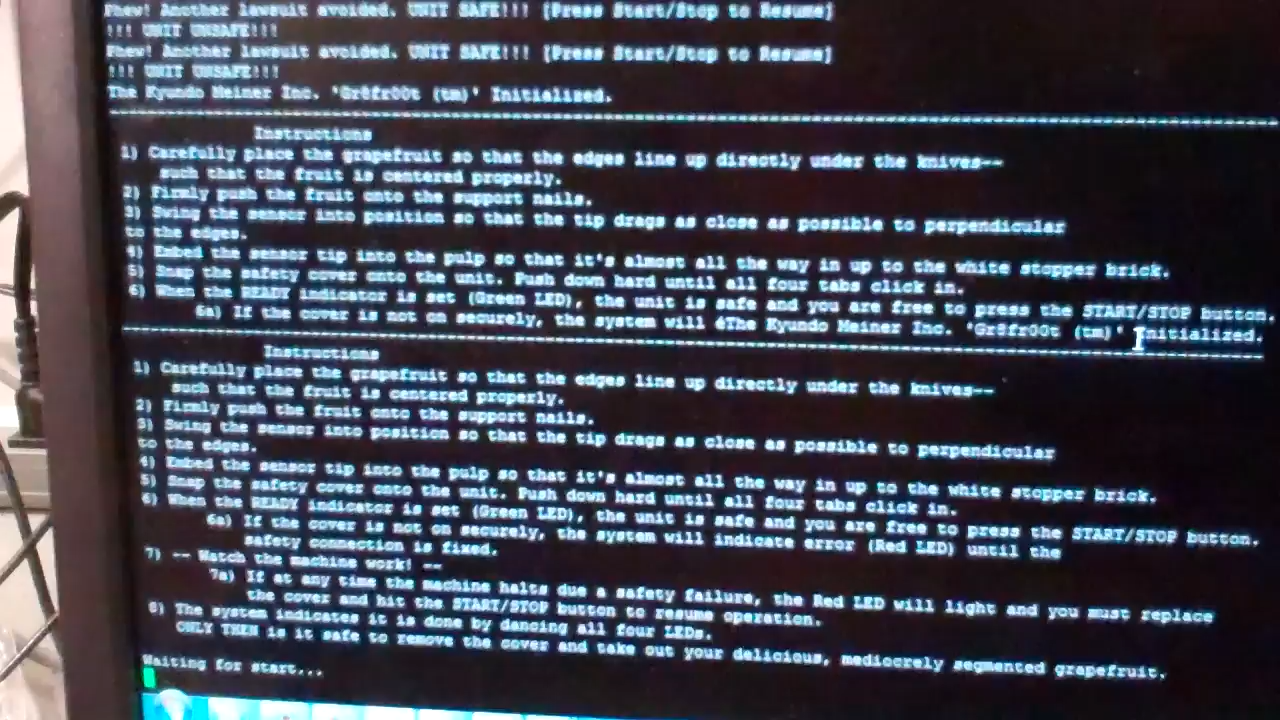 Phew! Another lawsuit avoided. UNIT SAFE!!! [Press Start/Stop to Resume]
!!! UNIT UNSAFE!!!
Phew! Another lawsuit avoided. UNIT SAFE!!! [Press Start/Stop to Resume]
!!! UNIT UNSAFE!!!
The Kyundo Meiner Inc. 'Gr8fr00t (tm)' Initialized.
Instructions
1) Carefully place the grapefruit so that the edges line up directly under the knives--
such that the fruit is centered properly.
2) Firmly push the fruit onto the support nails.
3) Swing the sensor into position so that the tip drags as close as possible to perpendicular
to the edges.
4) Embed the sensor tip into the pulp so that it's almost all the way in up to the white stopper brick.
5) Snap the safety cover onto the unit. Push down hard until all four tabs click in.
6) When the READY indicator is set (Green LED), the unit is safe and you are free to press the START/STOP button.
6a) If the cover is not on securely, the system will éThe Kyundo Meiner Inc. 'Gr8fr00t (tm)' Initialized.
Instructions
1) Carefully place the grapefruit so that the edges line up directly under the knives--
such that the fruit is centered properly.
2) Firmly push the fruit onto the support nails.
3) Swing the sensor into position so that the tip drags as close as possible to perpendicular
to the edges.
4) Embed the sensor tip into the pulp so that it's almost all the way in up to the white stopper brick.
5) Snap the safety cover onto the unit. Push down hard until all four tabs click in.
6) When the READY indicator is set (Green LED), the unit is safe and you are free to press the START/STOP button.
6a) If the cover is not on securely, the system will indicate error (Red LED) until the
safety connection is fixed.
7) -- Watch the machine work! --
7a) If at any time the machine halts due a safety failure, the Red LED will light and you must replace
the cover and hit the START/STOP button to resume operation.
8) The system indicates it is done by dancing all four LEDs.
ONLY THEN is it safe to remove the cover and take out your delicious, mediocrely segmented grapefruit.
Waiting for start...